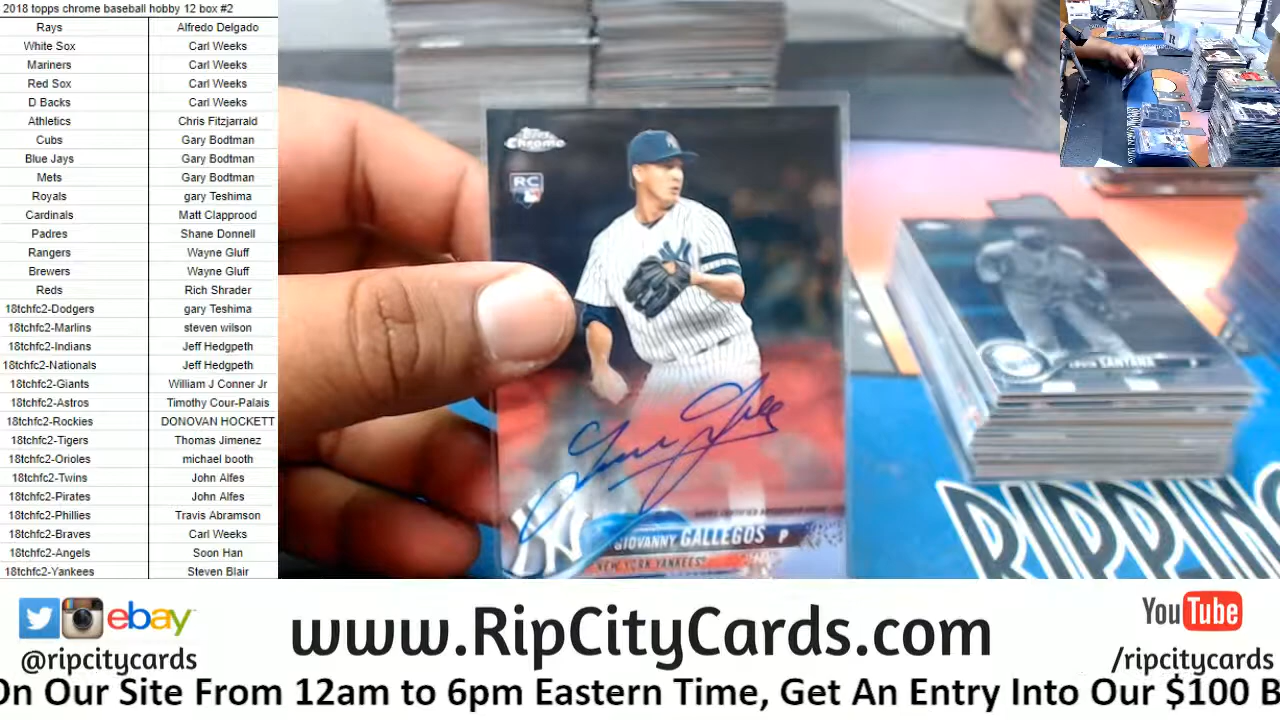 2018 topps chrome baseball hobby 12 box #2
Rays Alfredo Delgado
White Sox Carl Weeks
Mariners Carl Weeks
Red Sox Carl Weeks
D Backs Carl Weeks
Athletics Chris Fitzjarrald
Cubs Gary Bodtman
Blue Jays Gary Bodtman
Mets Gary Bodtman
Royals gary Teshima
Cardinals Matt Clapprood
Padres Shane Donnell
Rangers Wayne Gluff
Brewers Wayne Gluff
Reds Rich Shrader
18tchfc2-Dodgers gary Teshima
18tchfc2-Marlins steven wilson
18tchfc2-Indians Jeff Hedgpeth
18tchfc2-Nationals Jeff Hedgpeth
18tchfc2-Giants William J Conner Jr
18tchfc2-Astros Timothy Cour-Palais
18tchfc2-Rockies DONOVAN HOCKETT
18tchfc2-Tigers Thomas Jimenez
18tchfc2-Orioles michael booth
18tchfc2-Twins John Alfes
18tchfc2-Pirates John Alfes
18tchfc2-Phillies Travis Abramson
18tchfc2-Braves Carl Weeks
18tchfc2-Angels Soon Han
18tchfc2-Yankees Steven Blair
Topps Chrome
RC
NY
GIOVANNY GALLEGOS P
NEW YORK YANKEES
SANTANA
RIPPING
ebay
@ripcitycards
www.RipCityCards.com
YouTube
/ripcitycards
On Our Site From 12am to 6pm Eastern Time, Get An Entry Into Our $100 B